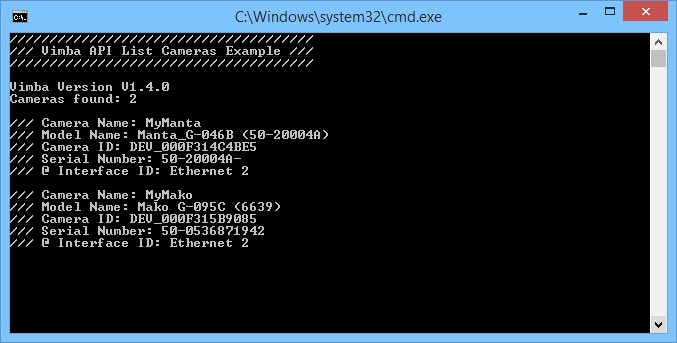 C:\Windows\system32\cmd.exe
//////////////////////////////////////
/// Vimba API List Cameras Example ///
//////////////////////////////////////
Vimba Version V1.4.0
Cameras found: 2
/// Camera Name: MyManta
/// Model Name: Manta_G-046B (50-20004A)
/// Camera ID: DEV_000F314C4BE5
/// Serial Number: 50-20004A-
/// @ Interface ID: Ethernet 2
/// Camera Name: MyMako
/// Model Name: Mako G-095C (6639)
/// Camera ID: DEV_000F315B9085
/// Serial Number: 50-0536871942
/// @ Interface ID: Ethernet 2